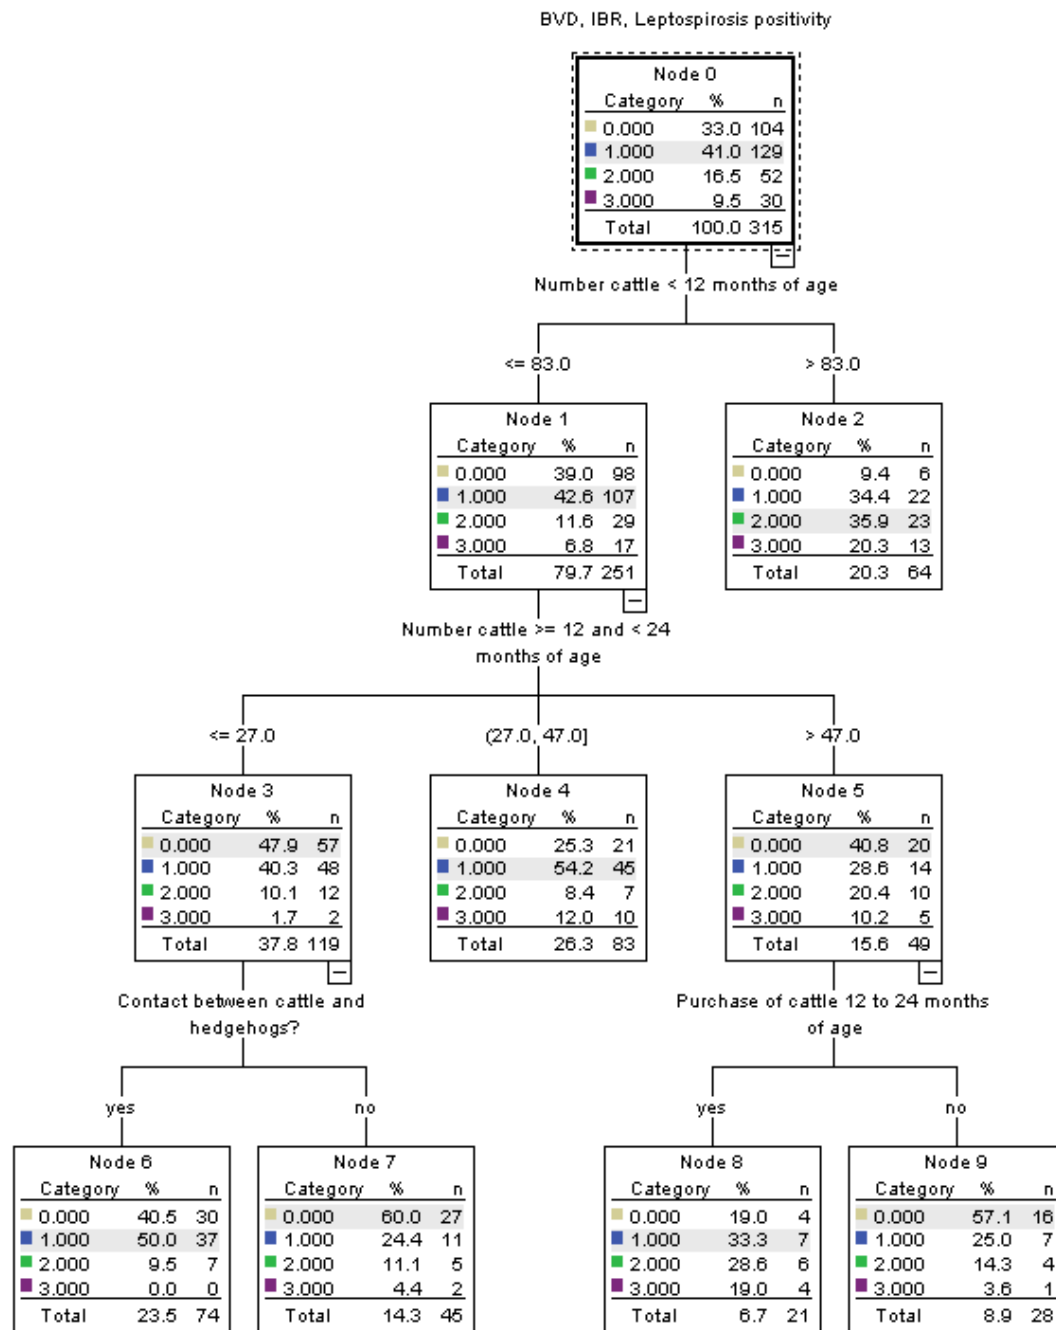 BVD, IBR, Leptospirosis positivity
Node 0
Category % n
0.000 33.0 104
1.000 41.0 129
2.000 16.5 52
3.000 9.5 30
Total 100.0 315
Number cattle < 12 months of age
<= 83.0
> 83.0
Node 1
Category % n
0.000 39.0 98
1.000 42.6 107
2.000 11.6 29
3.000 6.8 17
Total 79.7 251
Node 2
Category % n
0.000 9.4 6
1.000 34.4 22
2.000 35.9 23
3.000 20.3 13
Total 20.3 64
Number cattle >= 12 and < 24
months of age
<= 27.0
(27.0, 47.0]
> 47.0
Node 3
Category % n
0.000 47.9 57
1.000 40.3 48
2.000 10.1 12
3.000 1.7 2
Total 37.8 119
Node 4
Category % n
0.000 25.3 21
1.000 54.2 45
2.000 8.4 7
3.000 12.0 10
Total 26.3 83
Node 5
Category % n
0.000 40.8 20
1.000 28.6 14
2.000 20.4 10
3.000 10.2 5
Total 15.6 49
Contact between cattle and
hedgehogs?
Purchase of cattle 12 to 24 months
of age
yes
no
yes
no
Node 6
Category % n
0.000 40.5 30
1.000 50.0 37
2.000 9.5 7
3.000 0.0 0
Total 23.5 74
Node 7
Category % n
0.000 60.0 27
1.000 24.4 11
2.000 11.1 5
3.000 4.4 2
Total 14.3 45
Node 8
Category % n
0.000 19.0 4
1.000 33.3 7
2.000 28.6 6
3.000 19.0 4
Total 6.7 21
Node 9
Category % n
0.000 57.1 16
1.000 25.0 7
2.000 14.3 4
3.000 3.6 1
Total 8.9 28